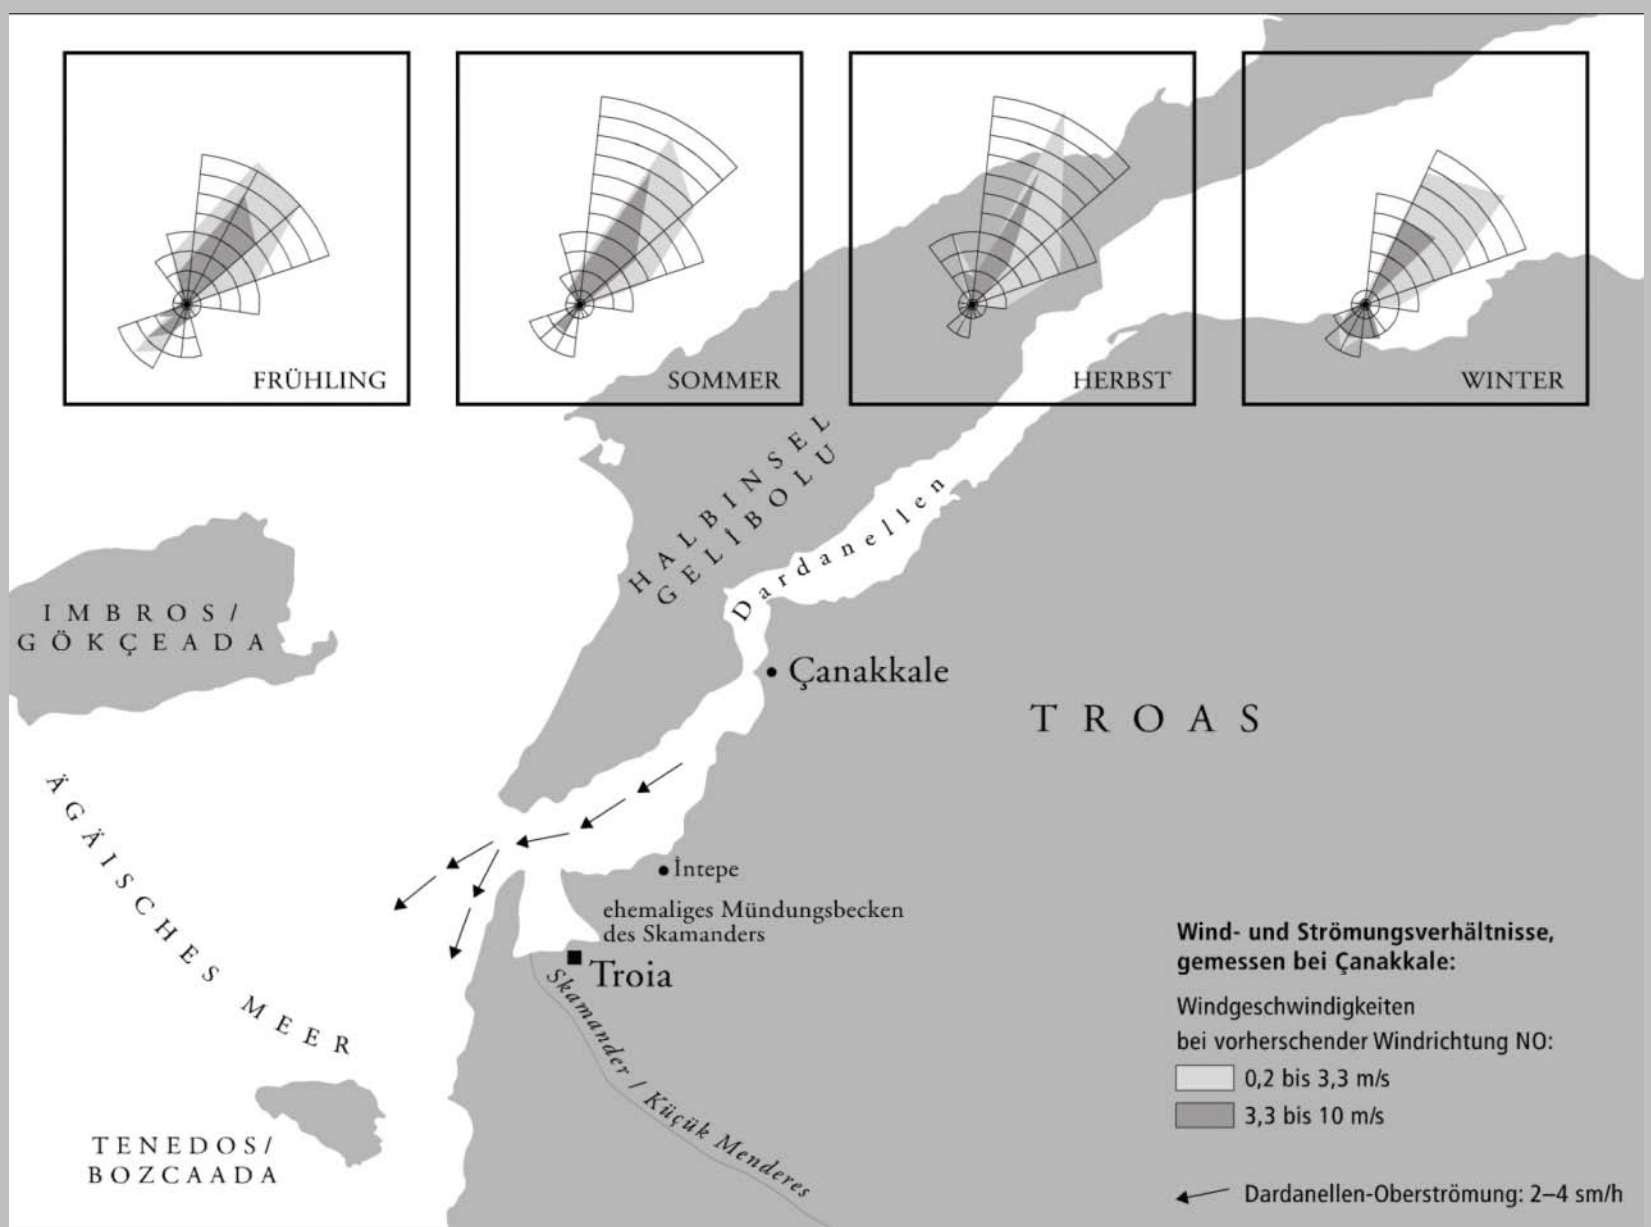 FRÜHLING
SOMMER
HERBST
WINTER
HALBINSEL
GELİBOLU
Dardanellen
IMBROS/
GÖKÇEADA
Çanakkale
TROAS
ÄGÄISCHES MEER
İntepe
ehemaliges Mündungsbecken
des Skamanders
Troia
Skamander / Küçük Menderes
TENEDOS/
BOZCAADA
Wind- und Strömungsverhältnisse,
gemessen bei Çanakkale:
Windgeschwindigkeiten
bei vorherschender Windrichtung NO:
0,2 bis 3,3 m/s
3,3 bis 10 m/s
Dardanellen-Oberströmung: 2–4 sm/h